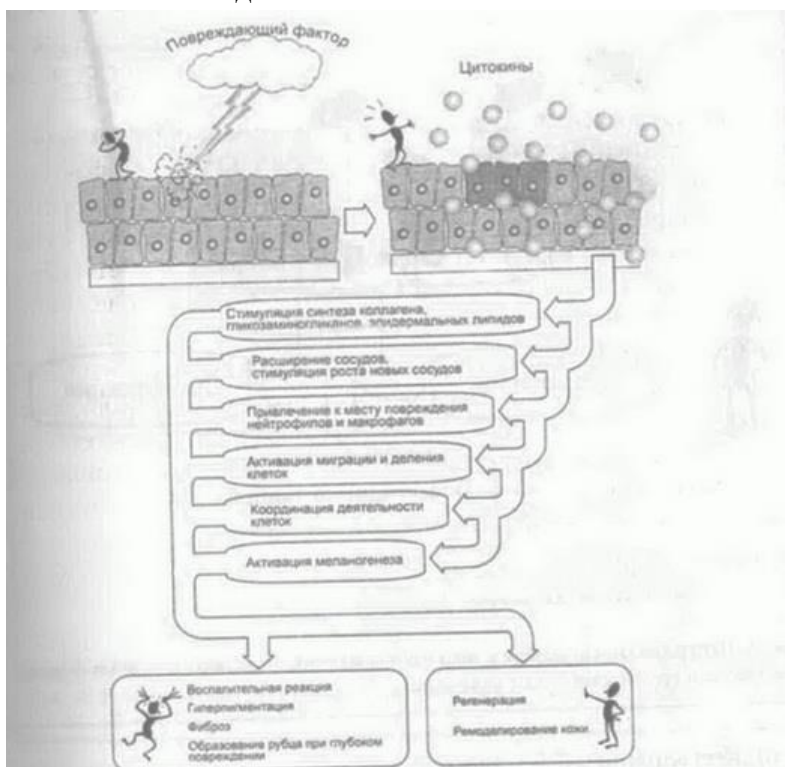 Повреждающий фактор
Цитокины
Стимуляция синтеза коллагена,
гликозаминогликанов, эпидермальных липидов
Расширение сосудов,
стимуляция роста новых сосудов
Привлечение к месту повреждения
нейтрофилов и макрофагов
Активация миграции и деления
клеток
Координация деятельности
клеток
Активация меланогенеза
Воспалительная реакция
Гиперпигментация
Фиброз
Образование рубца при глубоком
повреждении
Регенерация
Ремоделирование кожи